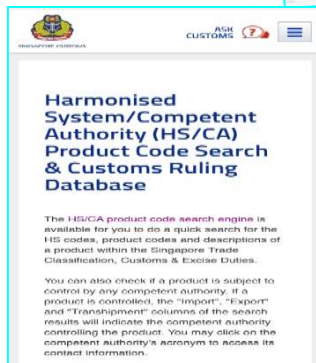 ASK
CUSTOMS
SINGAPORE CUSTOMS
Harmonised
System/Competent
Authority (HS/CA)
Product Code Search
& Customs Ruling
Database
The HS/CA product code search engine is
available for you to do a quick search for the
HS codes, product codes and descriptions of
a product within the Singapore Trade
Classification, Customs & Excise Duties.
You can also check if a product is subject to
control by any competent authority. If a
product is controlled, the "Import", "Export"
and "Transhipment" columns of the search
results will indicate the competent authority
controlling the product. You may click on the
competent authority's acronym to access its
contact information.